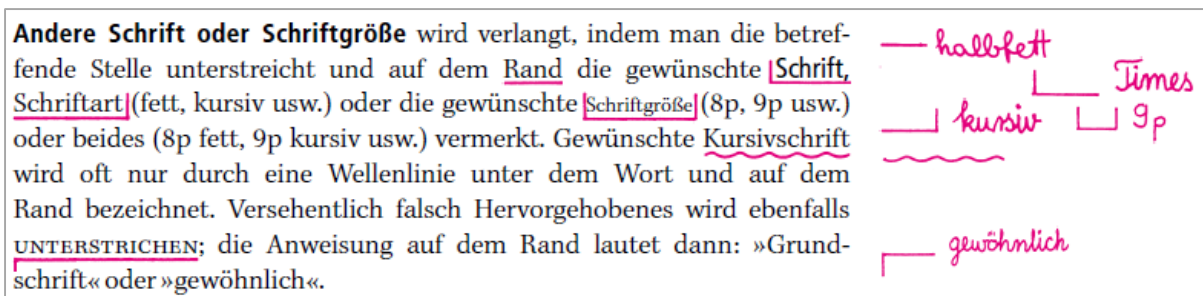 Andere Schrift oder Schriftgröße wird verlangt, indem man die betref-
fende Stelle unterstreicht und auf dem Rand die gewünschte Schrift,
Schriftart (fett, kursiv usw.) oder die gewünschte Schriftgröße (8p, 9p usw.)
oder beides (8p fett, 9p kursiv usw.) vermerkt. Gewünschte Kursivschrift
wird oft nur durch eine Wellenlinie unter dem Wort und auf dem
Rand bezeichnet. Versehentlich falsch Hervorgehobenes wird ebenfalls
UNTERSTRICHEN; die Anweisung auf dem Rand lautet dann: »Grund-
schrift« oder »gewöhnlich«.
halbfett
Times
kursiv 9p
gewöhnlich